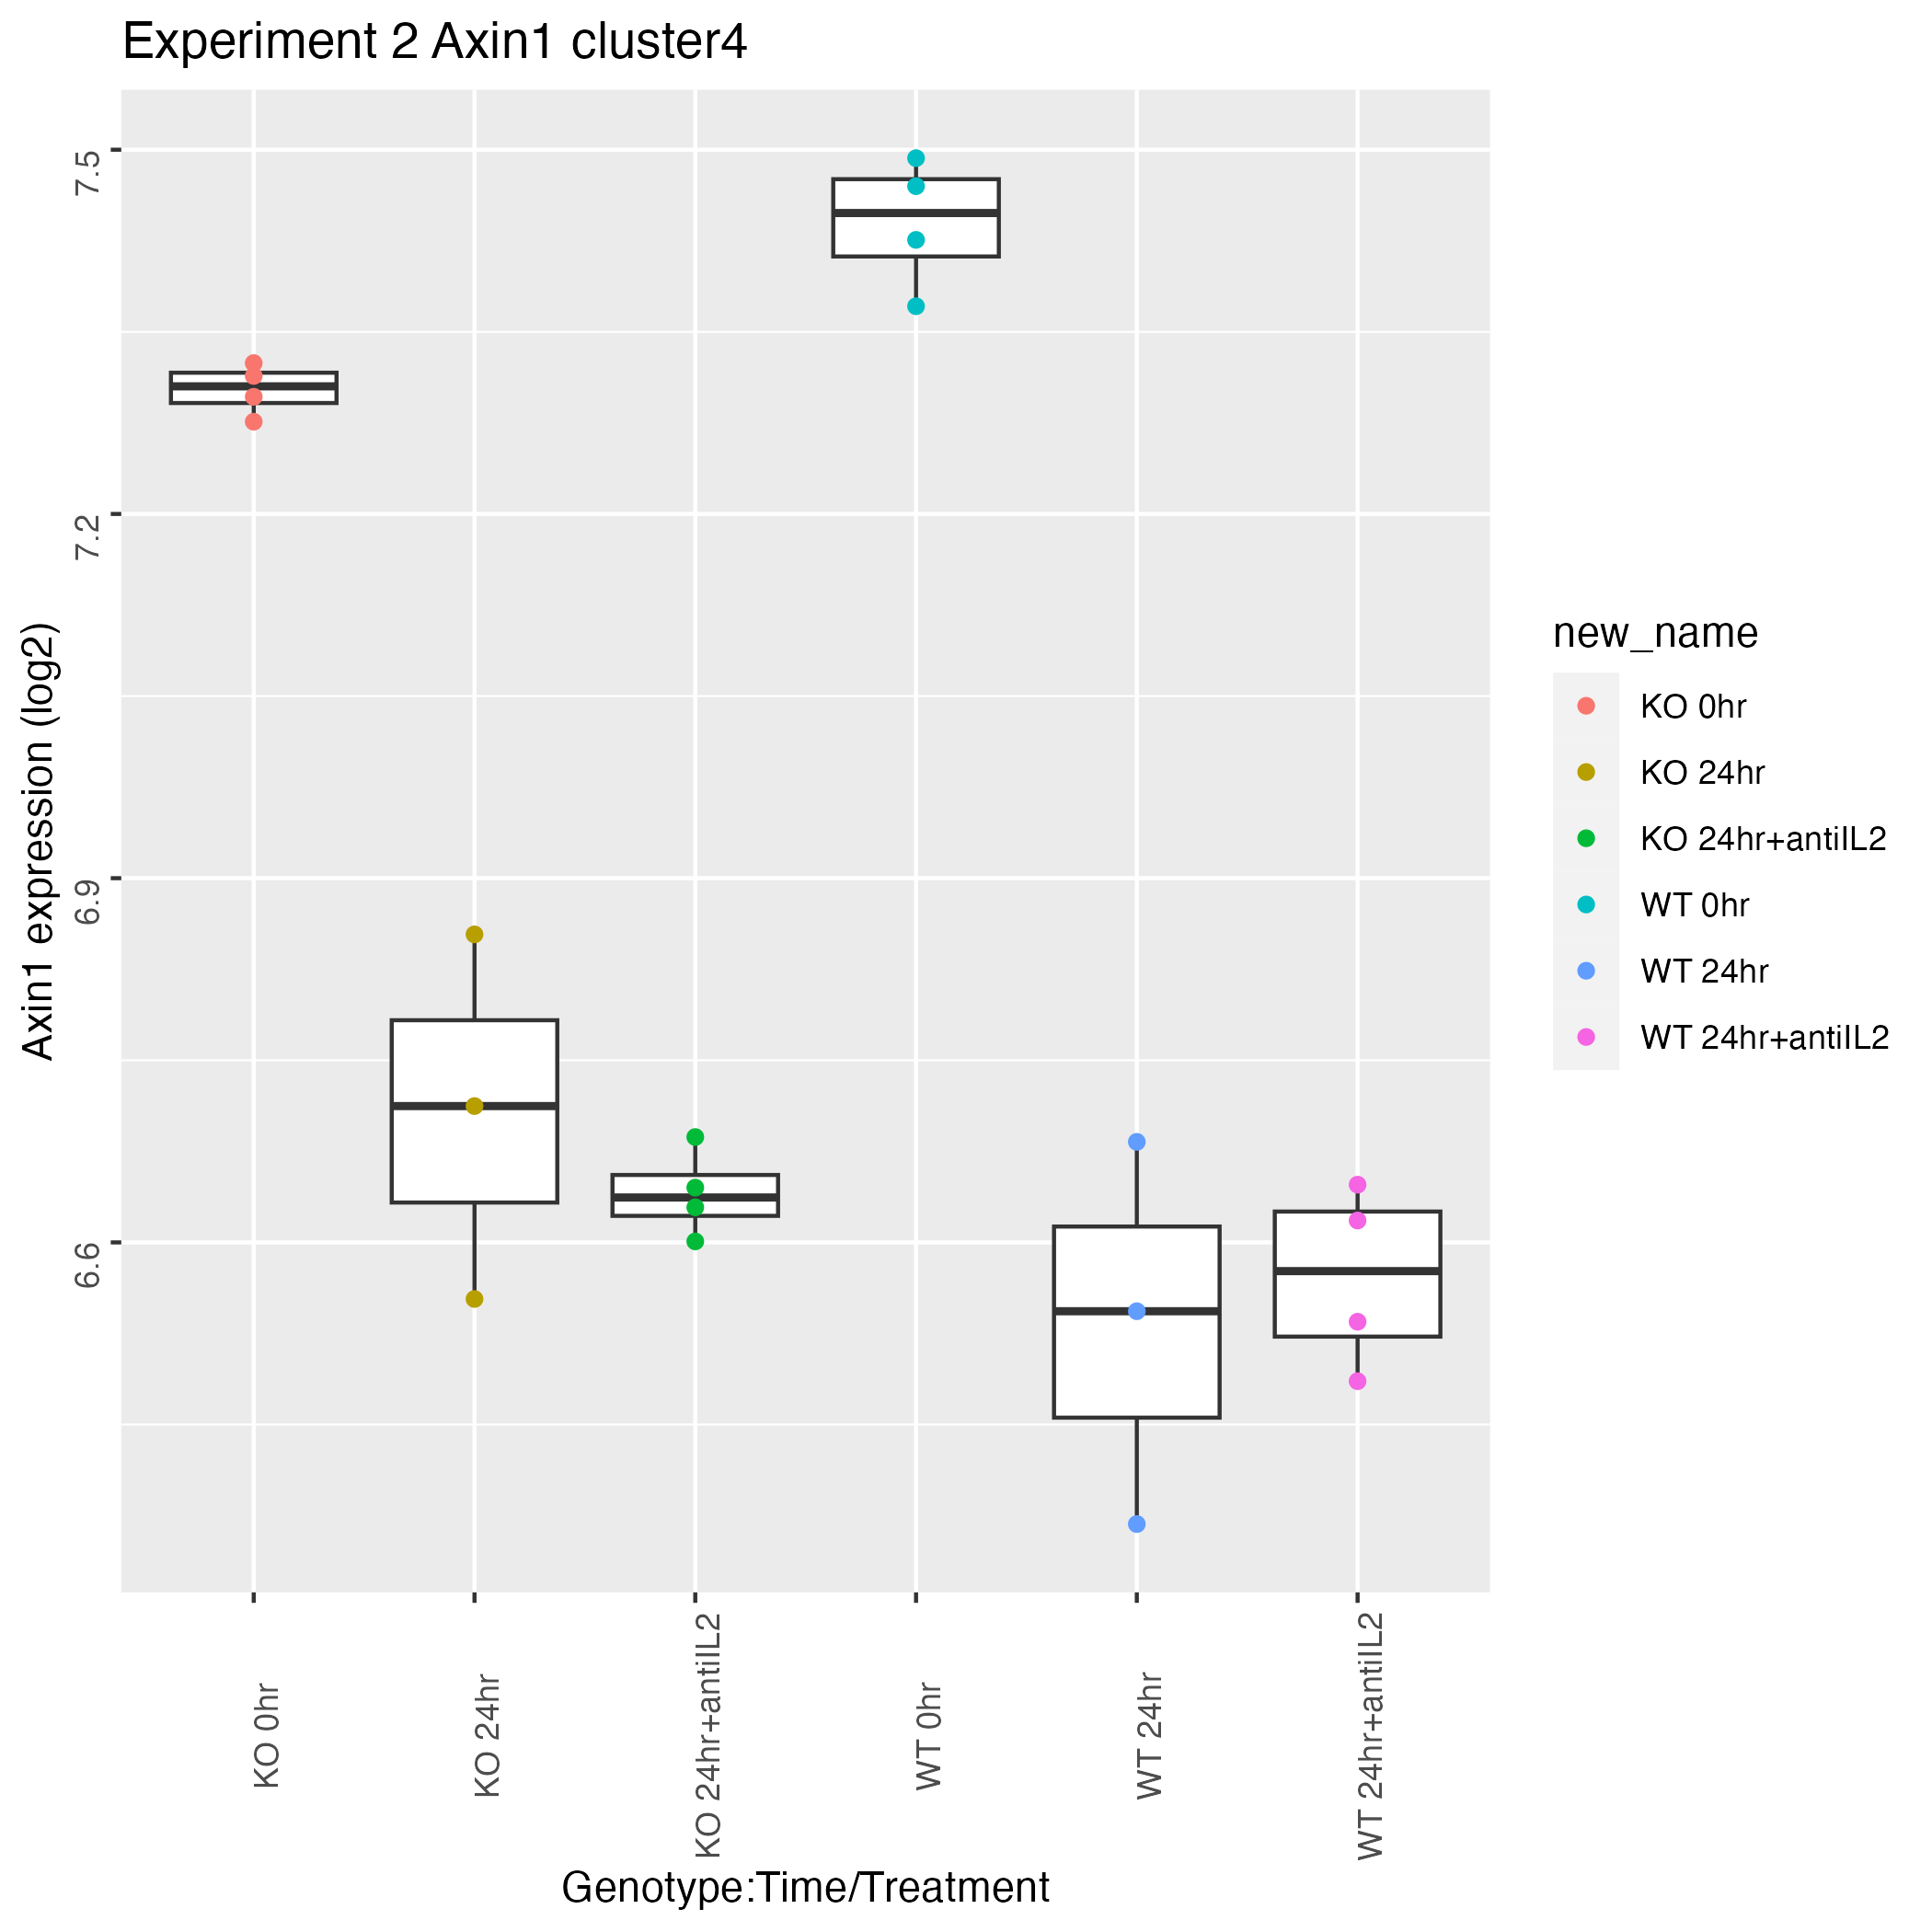 Experiment 2 Axin1 cluster4
Axin1 expression (log2)
7.5
7.2
6.9
6.6
KO 0hr
KO 24hr
KO 24hr+antiIL2
WT 0hr
WT 24hr
WT 24hr+antiIL2
Genotype:Time/Treatment
new_name
KO 0hr
KO 24hr
KO 24hr+antiIL2
WT 0hr
WT 24hr
WT 24hr+antiIL2